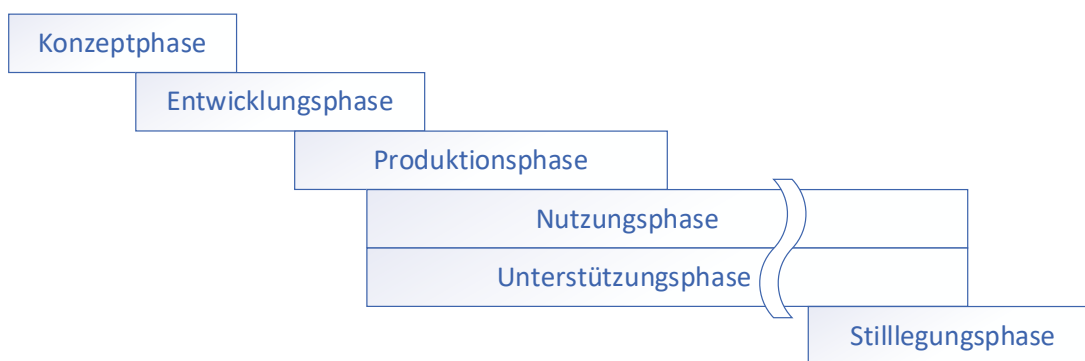 Konzeptphase
Entwicklungsphase
Produktionsphase
Nutzungsphase
Unterstützungsphase
Stilllegungsphase